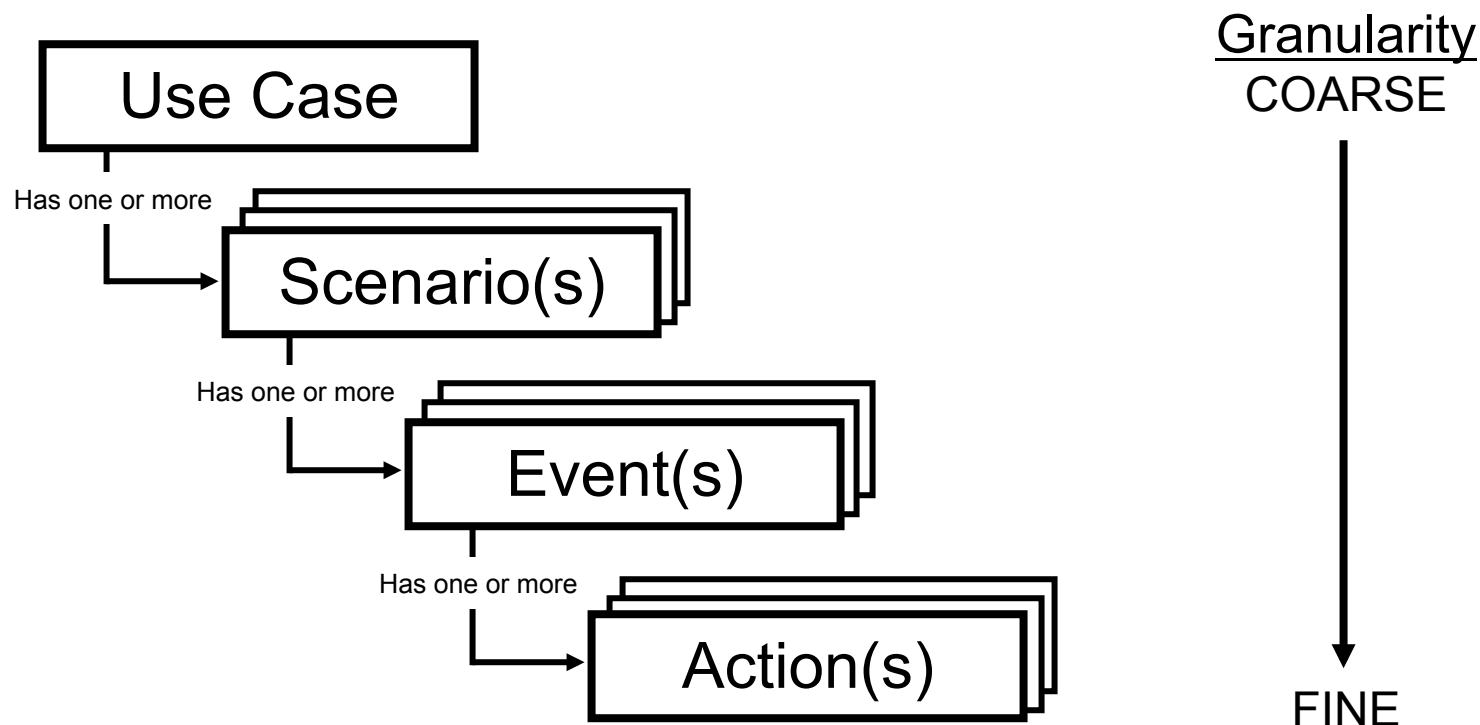 Granularity
COARSE
Use Case
Has one or more
Scenario(s)
Has one or more
Event(s)
Has one or more
Action(s)
FINE